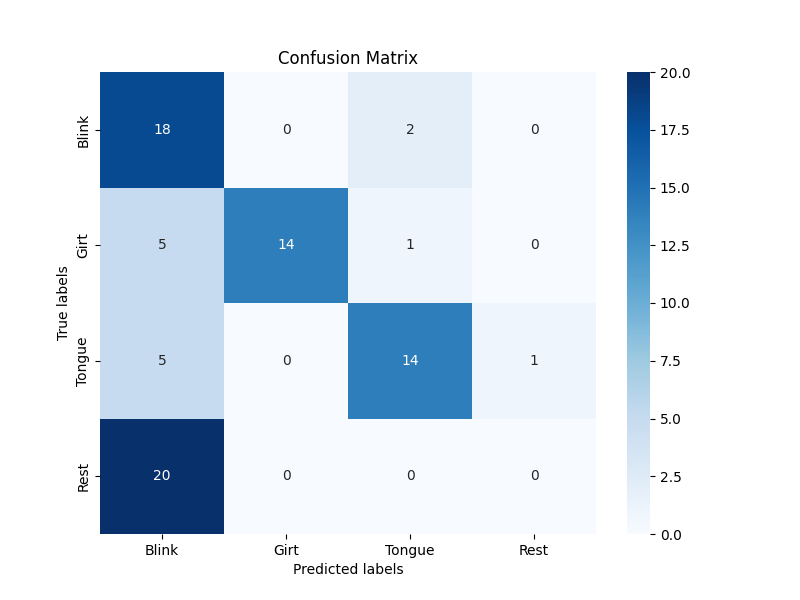 Confusion Matrix
True labels
Blink
18
0
2
0
Girt
5
14
1
0
Tongue
5
0
14
1
Rest
20
0
0
0
Blink
Girt
Tongue
Rest
Predicted labels
20.0
17.5
15.0
12.5
10.0
7.5
5.0
2.5
0.0